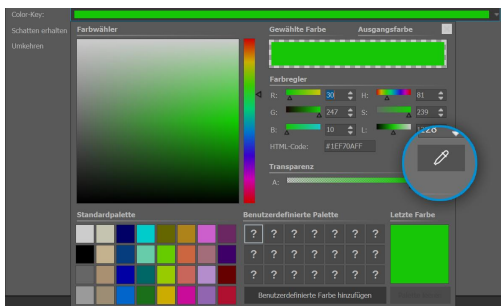 Color-Key:
Schatten erhalten
Umkehren
Farbwähler
Gewählte Farbe
Ausgangsfarbe
Farbregler
R: 30 H: 81
G: 247 S: 239
B: 10 L: 128
HTML-Code: #1EF70AFF
Transparenz
A:
Standardpalette
Benutzerdefinierte Palette
Letzte Farbe
? ? ? ? ? ?
? ? ? ? ? ?
? ? ? ? ? ?
Benutzerdefinierte Farbe hinzufügen